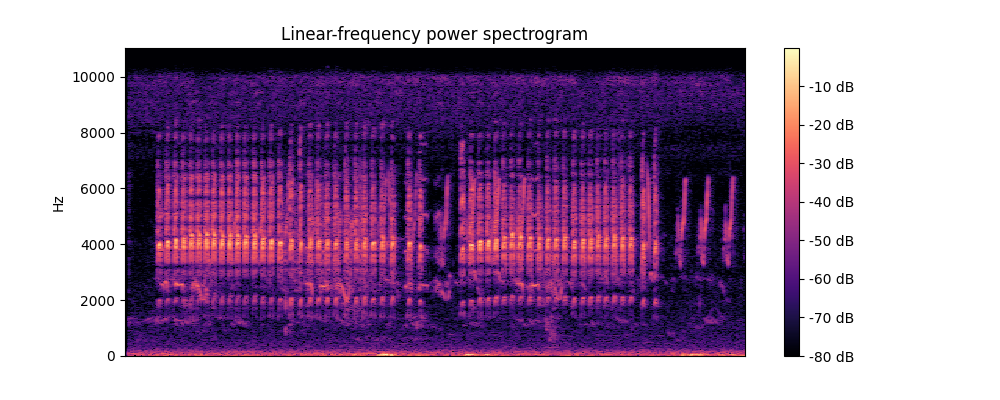 Linear-frequency power spectrogram
Hz
10000
8000
6000
4000
2000
0
-10 dB
-20 dB
-30 dB
-40 dB
-50 dB
-60 dB
-70 dB
-80 dB